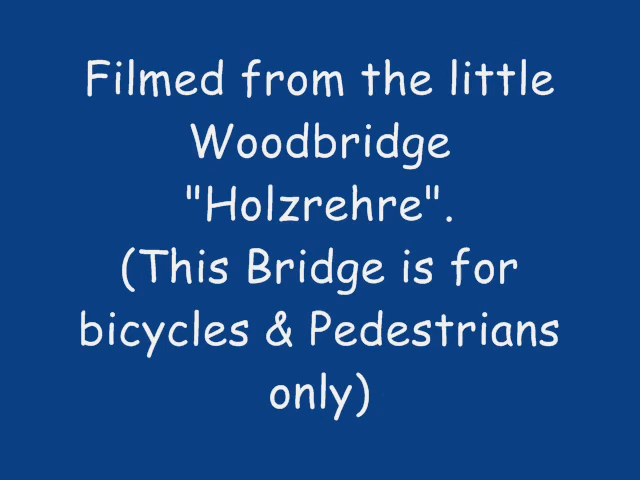 Filmed from the little
Woodbridge
"Holzrehre".
(This Bridge is for
bicycles & Pedestrians
only)